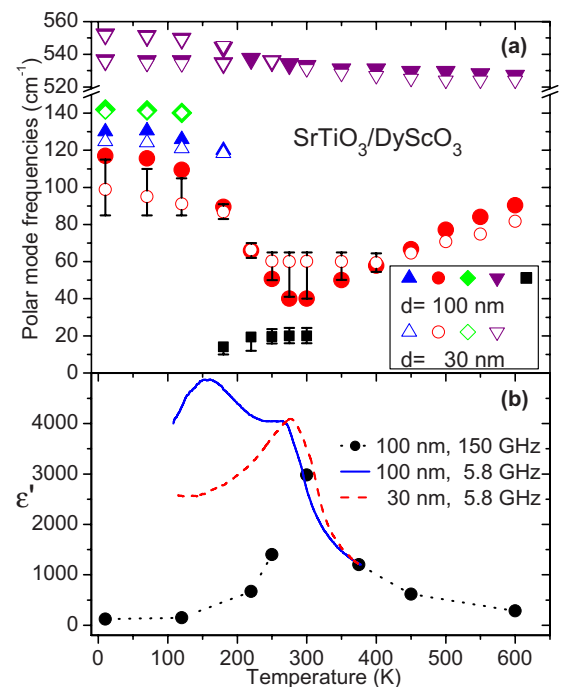 (a)
560
540
520
140
120
100
80
60
40
20
0
Polar mode frequencies (cm⁻¹)
SrTiO₃/DyScO₃
d= 100 nm
d= 30 nm
(b)
4000
3000
2000
1000
0
100 nm, 150 GHz
100 nm, 5.8 GHz
30 nm, 5.8 GHz
0 100 200 300 400 500 600
Temperature (K)